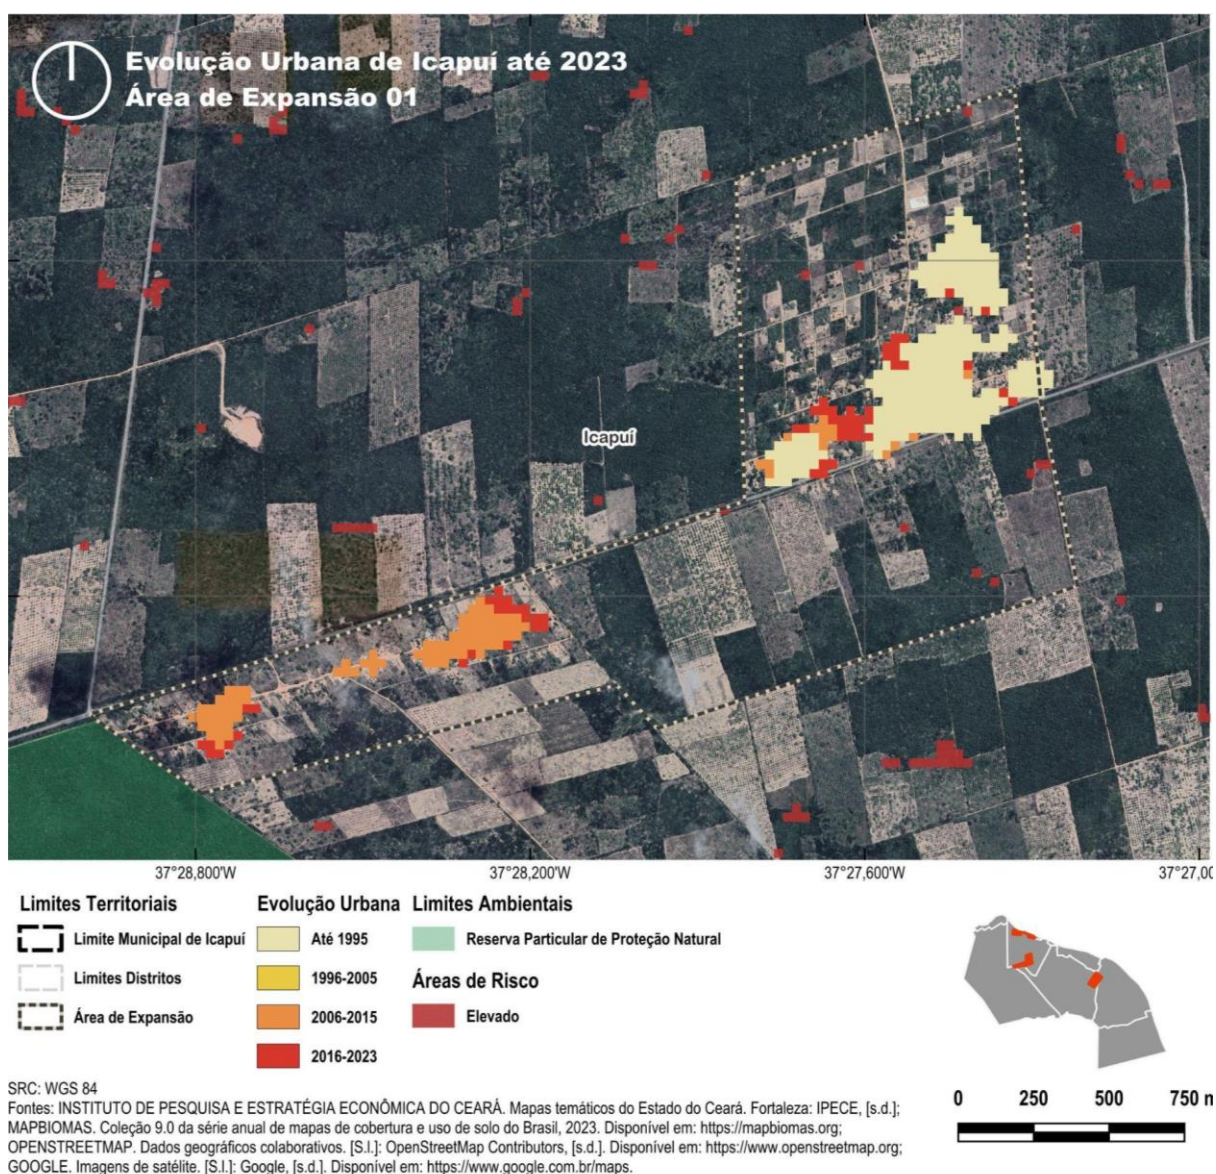 Evolução Urbana de Icapuí até 2023
Área de Expansão 01
Icapuí
37°28,800'W 37°28,200'W 37°27,600'W 37°27,00
Limites Territoriais
Limite Municipal de Icapuí
Limites Distritos
Área de Expansão
Evolução Urbana
Até 1995
1996-2005
2006-2015
2016-2023
Limites Ambientais
Reserva Particular de Proteção Natural
Áreas de Risco
Elevado
0 250 500 750 m
SRC: WGS 84
Fontes: INSTITUTO DE PESQUISA E ESTRATÉGIA ECONÔMICA DO CEARÁ. Mapas temáticos do Estado do Ceará. Fortaleza: IPECE, [s.d.];
MAPBIOMAS. Coleção 9.0 da série anual de mapas de cobertura e uso de solo do Brasil, 2023. Disponível em: https://mapbiomas.org;
OPENSTREETMAP. Dados geográficos colaborativos. [S.l.]: OpenStreetMap Contributors, [s.d.]. Disponível em: https://www.openstreetmap.org;
GOOGLE. Imagens de satélite. [S.l.]: Google, [s.d.]. Disponível em: https://www.google.com.br/maps.